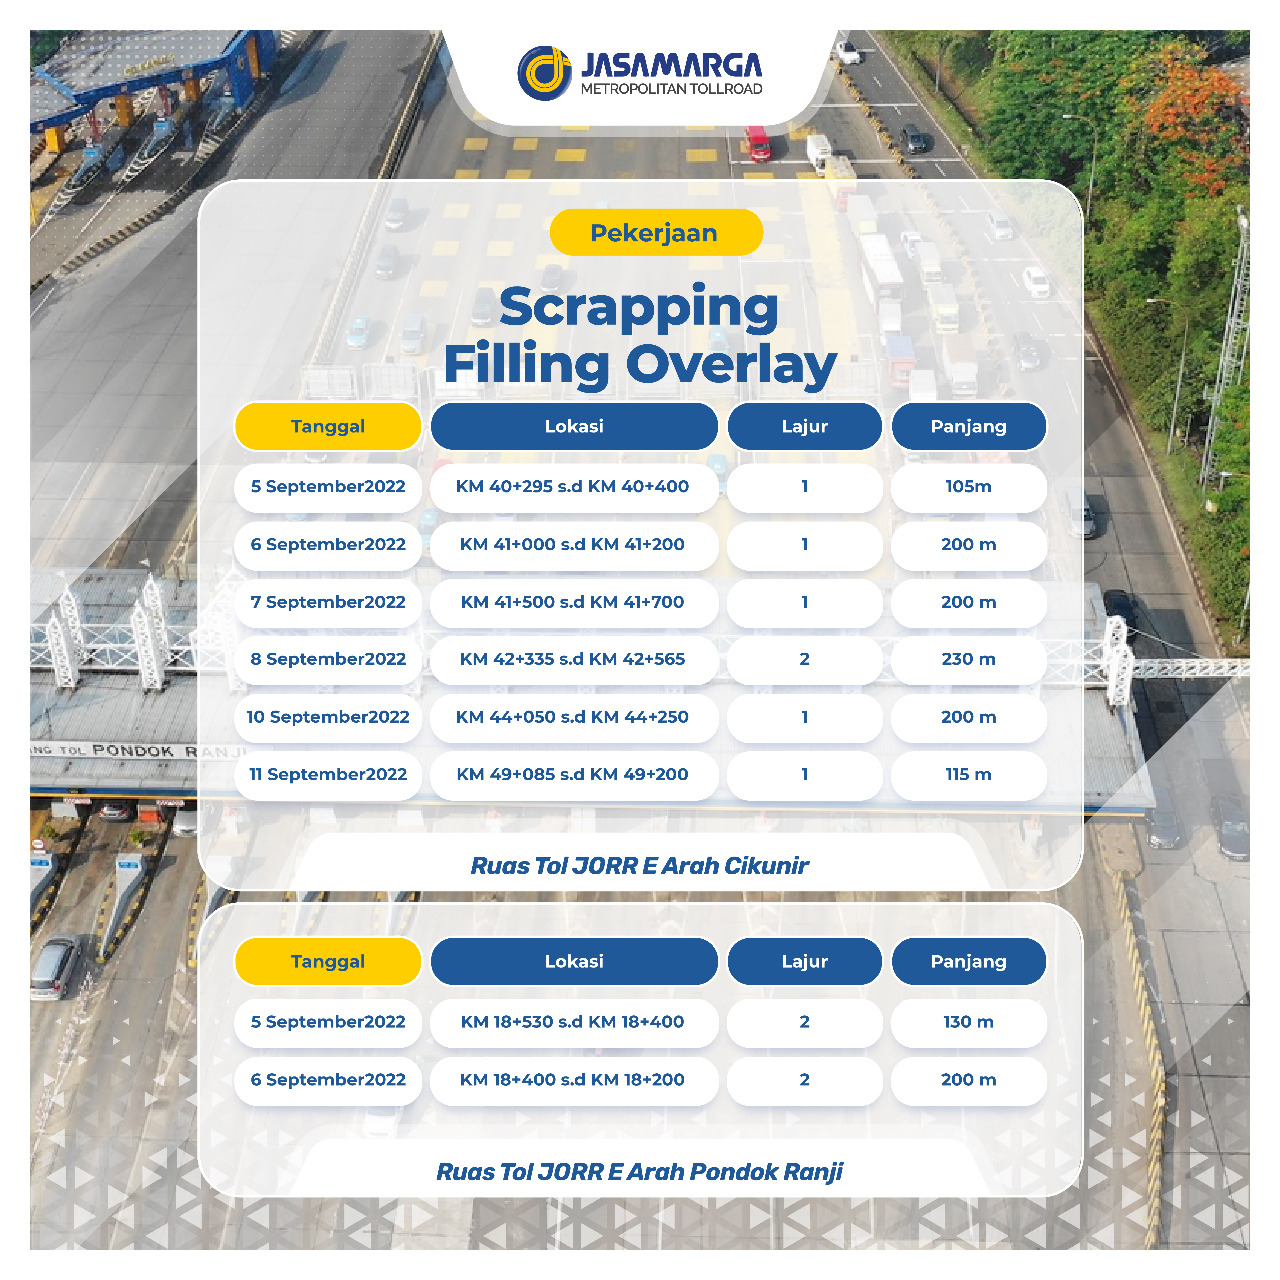 JASAMARGA
METROPOLITAN TOLLROAD
Pekerjaan
Scrapping
Filling Overlay
Tanggal Lokasi Lajur Panjang
5 September2022 KM 40+295 s.d KM 40+400 1 105m
6 September2022 KM 41+000 s.d KM 41+200 1 200 m
7 September2022 KM 41+500 s.d KM 41+700 1 200 m
8 September2022 KM 42+335 s.d KM 42+565 2 230 m
10 September2022 KM 44+050 s.d KM 44+250 1 200 m
11 September2022 KM 49+085 s.d KM 49+200 1 115 m
TOL PONDOK RANJI
Ruas Tol JORR E Arah Cikunir
Tanggal Lokasi Lajur Panjang
5 September2022 KM 18+530 s.d KM 18+400 2 130 m
6 September2022 KM 18+400 s.d KM 18+200 2 200 m
Ruas Tol JORR E Arah Pondok Ranji